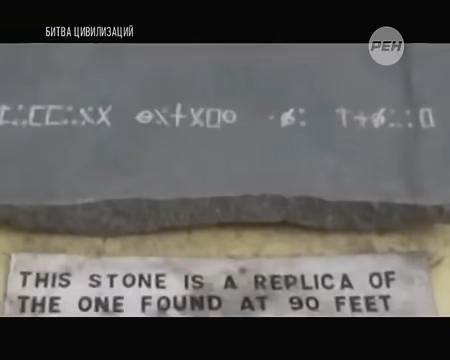 БИТВА ЦИВИЛИЗАЦИЙ
РЕН
THIS STONE IS A REPLICA OF
THE ONE FOUND AT 90 FEET